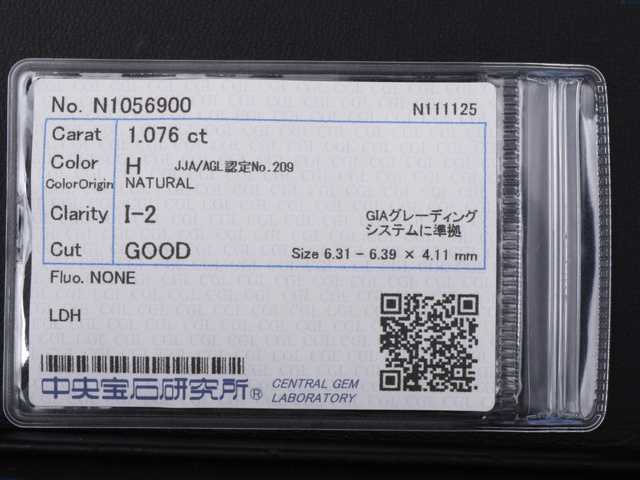 No. N1056900 N111125
Carat 1.076 ct
Color H JJA/AGL認定No.209
ColorOrigin NATURAL
Clarity I-2 GIAグレーディング
システムに準拠
Cut GOOD Size 6.31 - 6.39 × 4.11 mm
Fluo. NONE
LDH
中央宝石研究所® CENTRAL GEM
LABORATORY